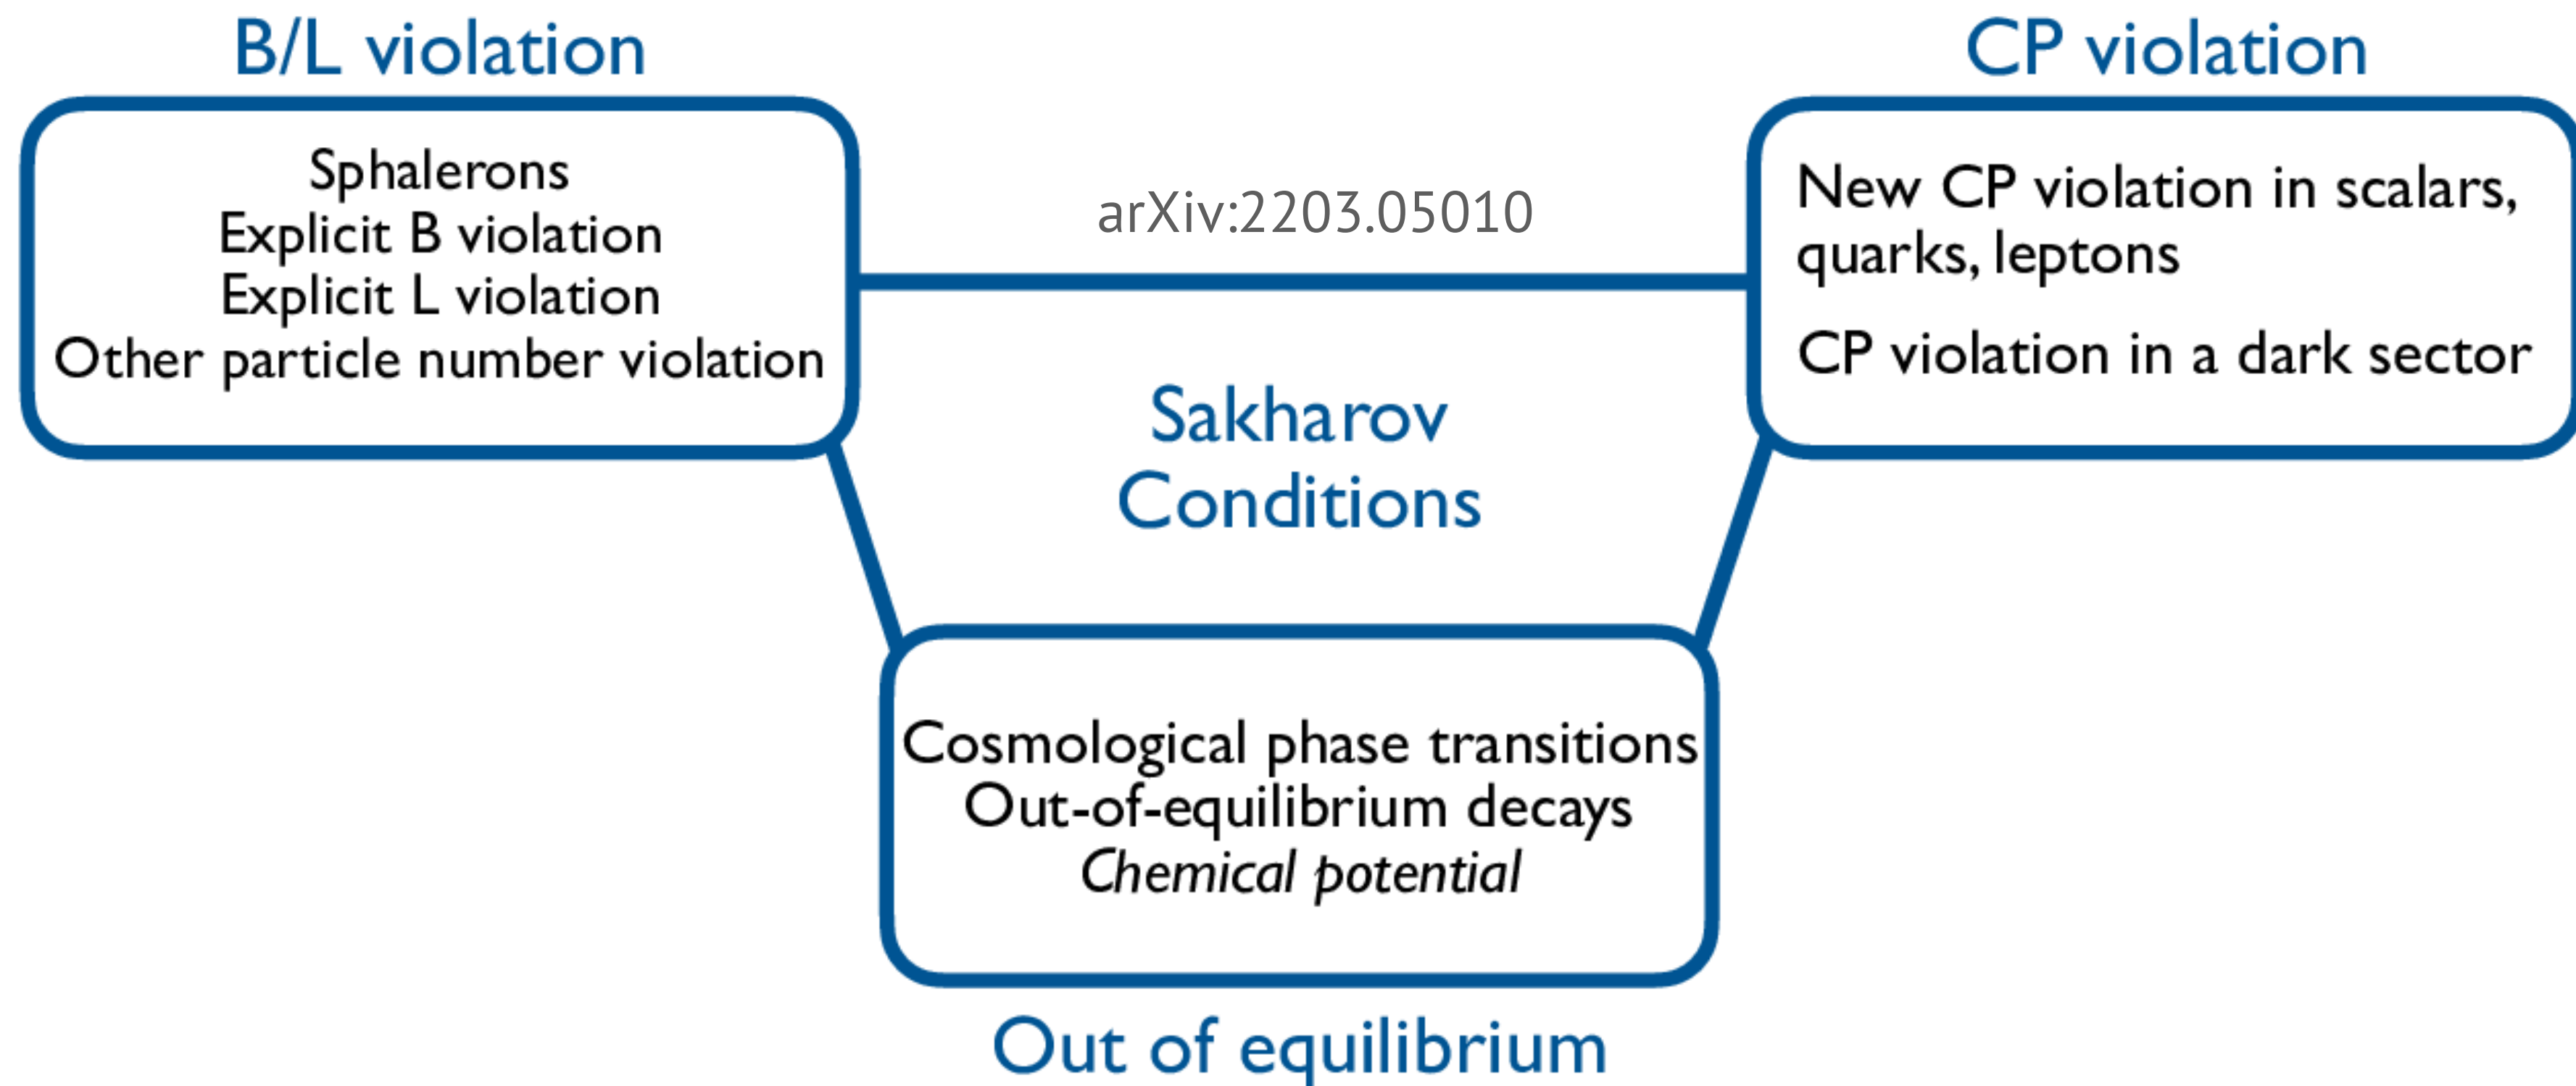 B/L violation
Sphalerons
Explicit B violation
Explicit L violation
Other particle number violation
arXiv:2203.05010
CP violation
New CP violation in scalars,
quarks, leptons
CP violation in a dark sector
Sakharov
Conditions
Cosmological phase transitions
Out-of-equilibrium decays
Chemical potential
Out of equilibrium